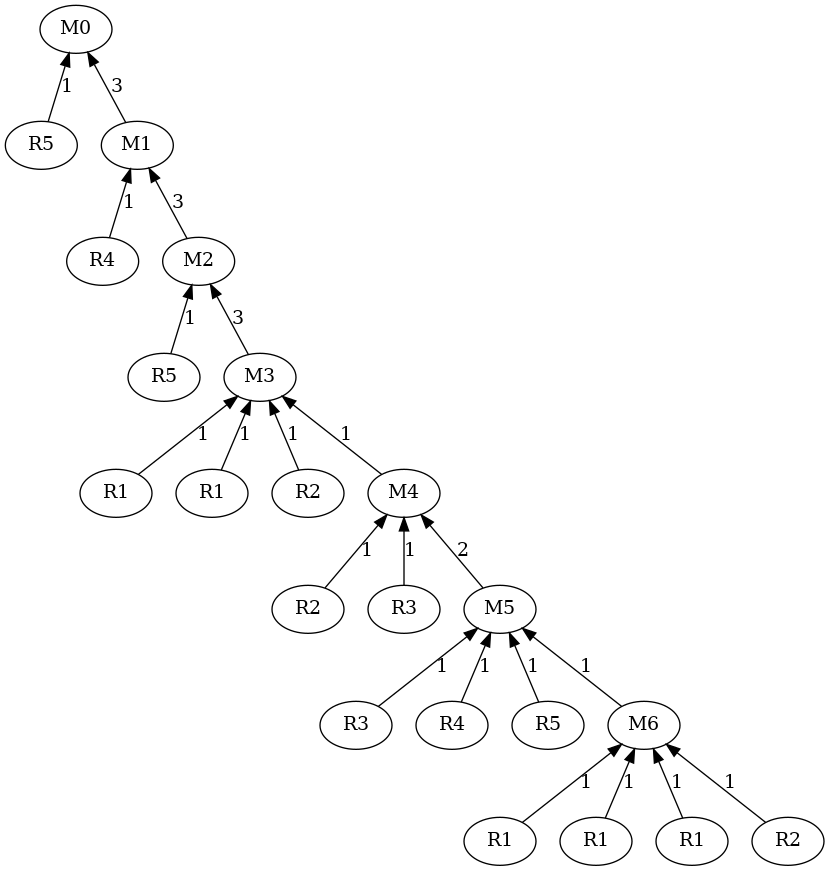 M0
1 3
R5 M1
1 3
R4 M2
1 3
R5 M3
1 1 1 1
R1 R1 R2 M4
1 1 2
R2 R3 M5
1 1 1 1
R3 R4 R5 M6
1 1 1 1
R1 R1 R1 R2